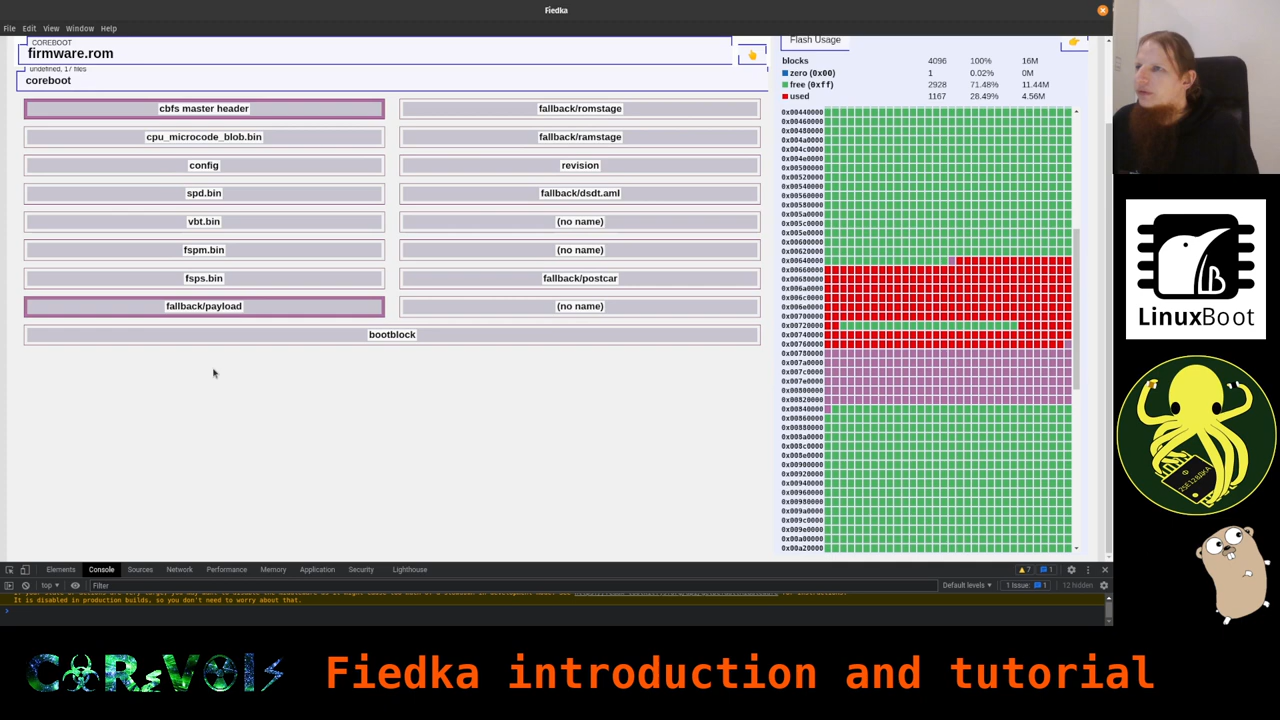 Fiedka
File Edit View Window Help
COREBOOT
firmware.rom
👆
undefined, 17 files
coreboot
cbfs master header
fallback/romstage
cpu_microcode_blob.bin
fallback/ramstage
config
revision
spd.bin
fallback/dsdt.aml
vbt.bin
(no name)
fspm.bin
(no name)
fsps.bin
fallback/postcar
fallback/payload
(no name)
bootblock
Flash Usage
👉
blocks 4096 100% 16M
zero (0x00) 1 0.02% 0M
free (0xff) 2928 71.48% 11.44M
used 1167 28.49% 4.56M
0x00440000
0x00460000
0x00480000
0x004a0000
0x004c0000
0x004e0000
0x00500000
0x00520000
0x00540000
0x00560000
0x00580000
0x005a0000
0x005c0000
0x005e0000
0x00600000
0x00620000
0x00640000
0x00660000
0x00680000
0x006a0000
0x006c0000
0x006e0000
0x00700000
0x00720000
0x00740000
0x00760000
0x00780000
0x007a0000
0x007c0000
0x007e0000
0x00800000
0x00820000
0x00840000
0x00860000
0x00880000
0x008a0000
0x008c0000
0x008e0000
0x00900000
0x00920000
0x00940000
0x00960000
0x00980000
0x009a0000
0x009c0000
0x009e0000
0x00a00000
0x00a20000
LB
LinuxBoot
Elements Console Sources Network Performance Memory Application Security Lighthouse
7 1
top Filter Default levels 1 Issue: 1 12 hidden
It is disabled in production builds, so you don't need to worry about that.
Fiedka introduction and tutorial